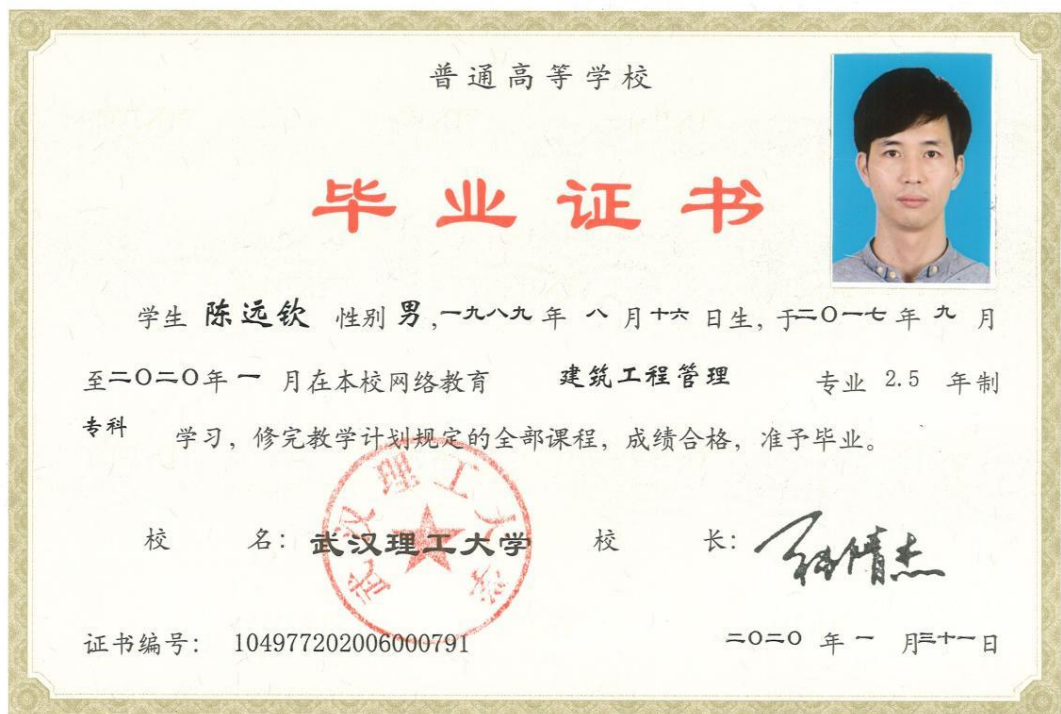 普通高等学校
毕业证书
学生 陈远钦 性别 男,一九八九 年 八 月 十六 日生, 于二〇一七 年 九 月
至二〇二〇年 一 月在本校网络教育 建筑工程管理 专业 2.5 年制
专科 学习, 修完教学计划规定的全部课程, 成绩合格, 准予毕业。
武汉理工大学
校 名: 武汉理工大学 校 长:
证书编号: 104977202006000791 二〇二〇 年 一 月三十一日